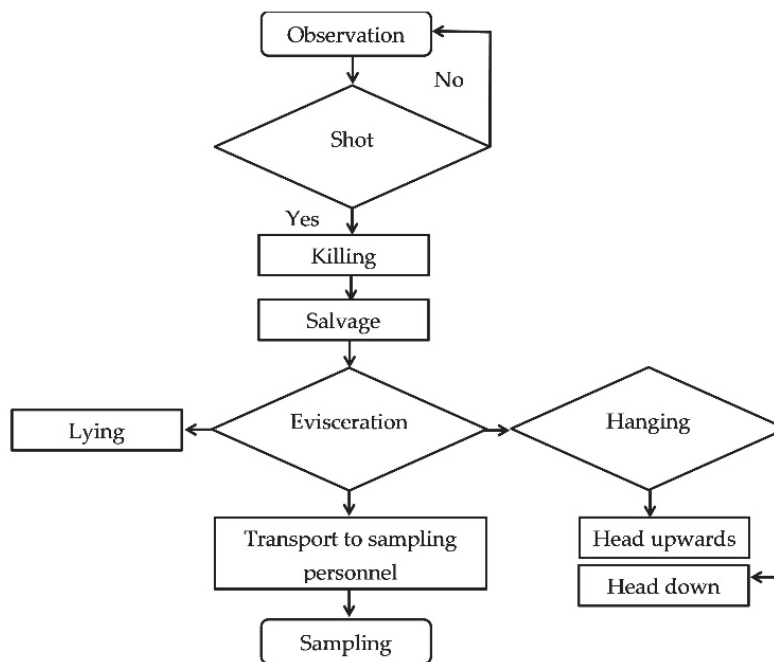 Observation
No
Shot
Yes
Killing
Salvage
Lying
Evisceration
Hanging
Transport to sampling
personnel
Head upwards
Head down
Sampling